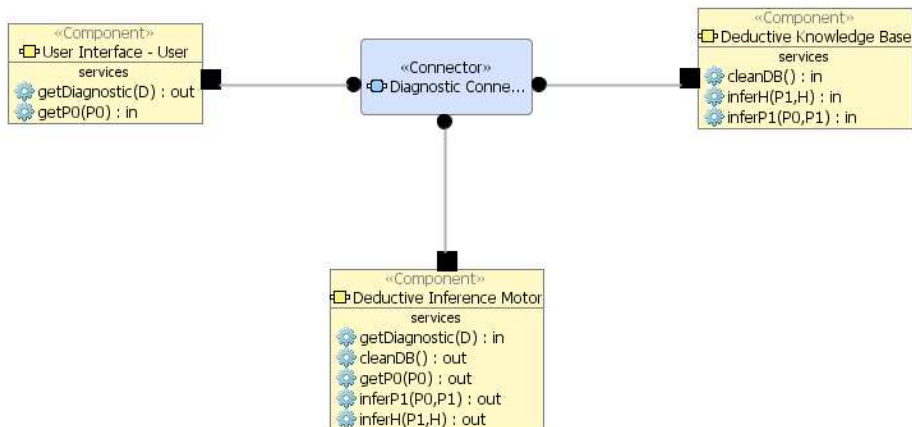 «Component»
User Interface - User
services
getDiagnostic(D) : out
getP0(P0) : in
«Connector»
Diagnostic Conne...
«Component»
Deductive Knowledge Base
services
cleanDB() : in
inferH(P1,H) : in
inferP1(P0,P1) : in
«Component»
Deductive Inference Motor
services
getDiagnostic(D) : in
cleanDB() : out
getP0(P0) : out
inferP1(P0,P1) : out
inferH(P1,H) : out